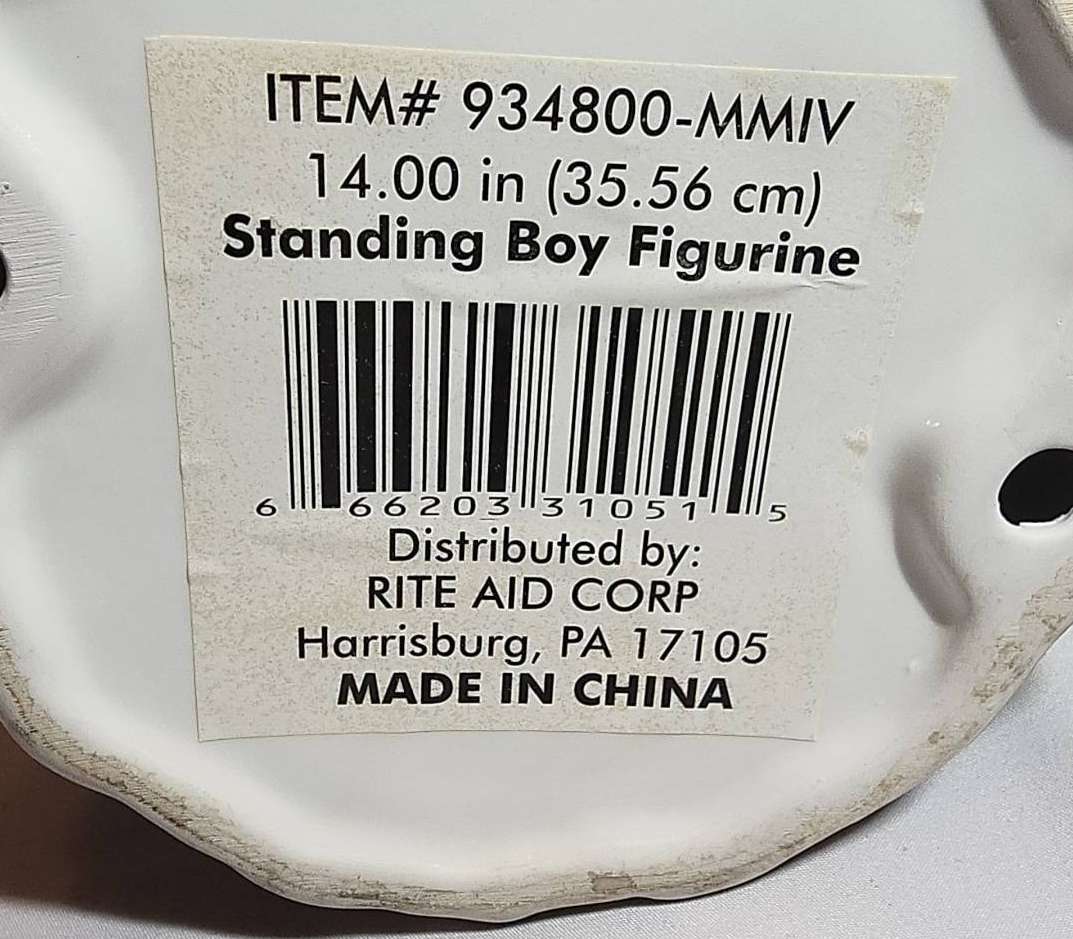 ITEM# 934800-MMIV
14.00 in (35.56 cm)
Standing Boy Figurine
6 66203 31051 5
Distributed by:
RITE AID CORP
Harrisburg, PA 17105
MADE IN CHINA